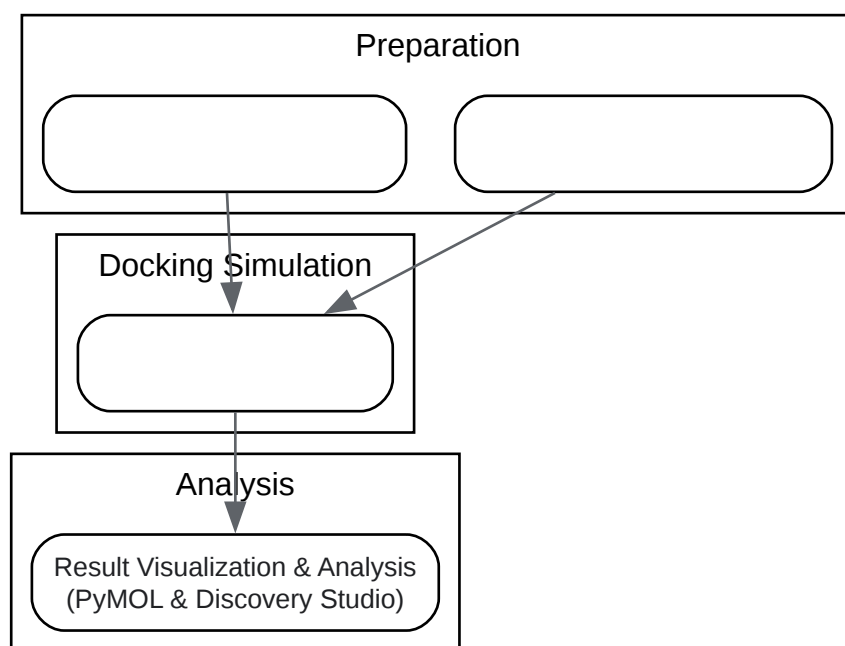 Preparation
Docking Simulation
Analysis
Result Visualization & Analysis
(PyMOL & Discovery Studio)